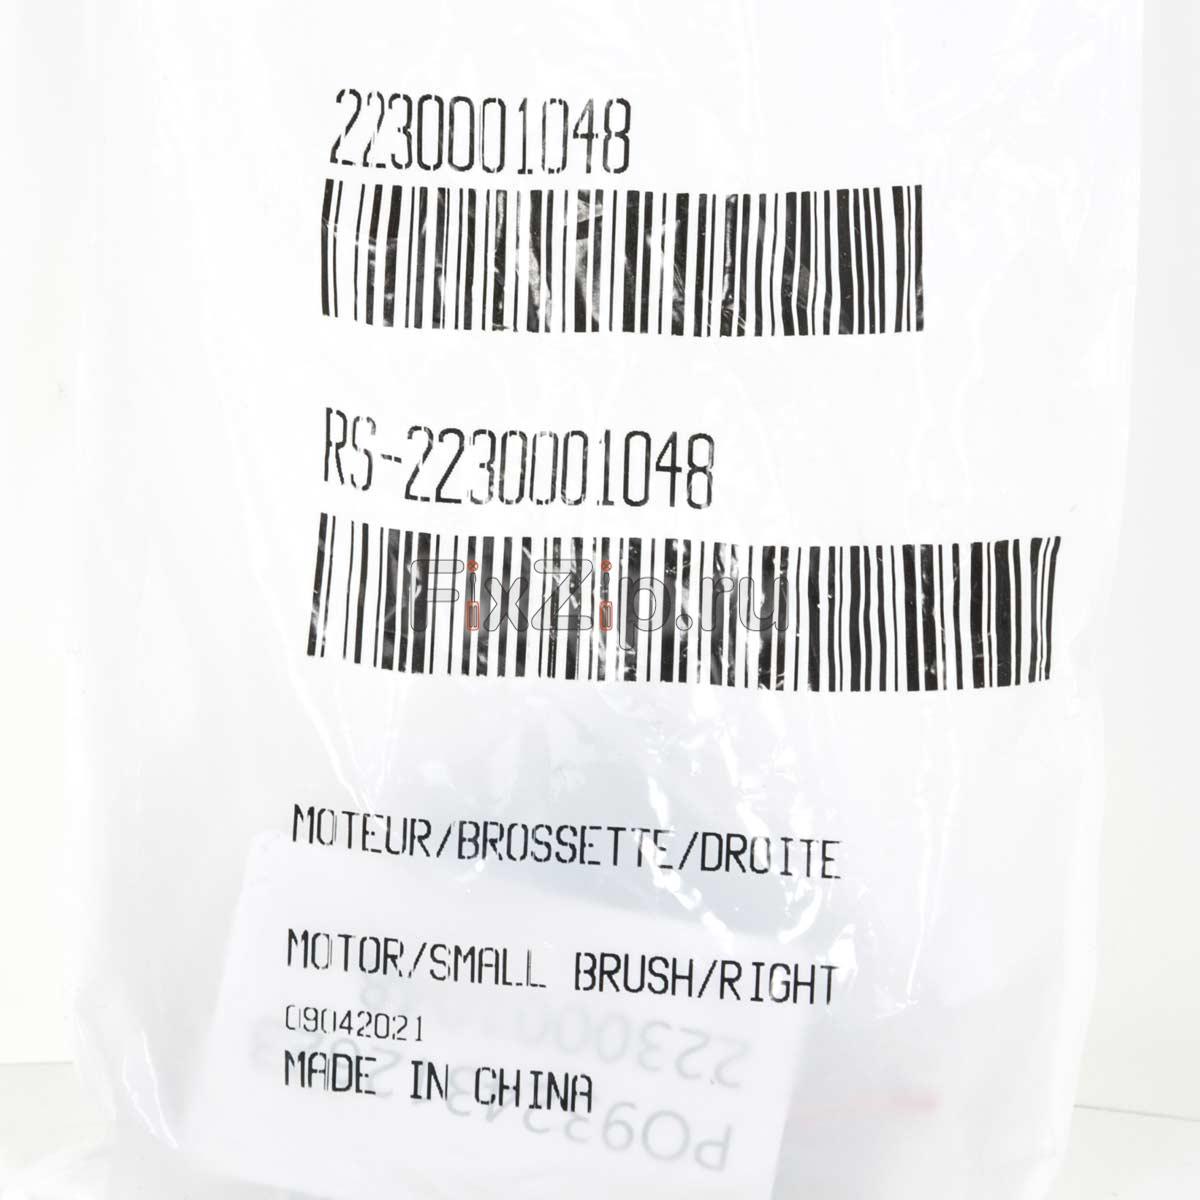 2230001048
RS-2230001048
FixZip.ru
MOTEUR/BROSSETTE/DROITE
MOTOR/SMALL BRUSH/RIGHT
09042021
MADE IN CHINA